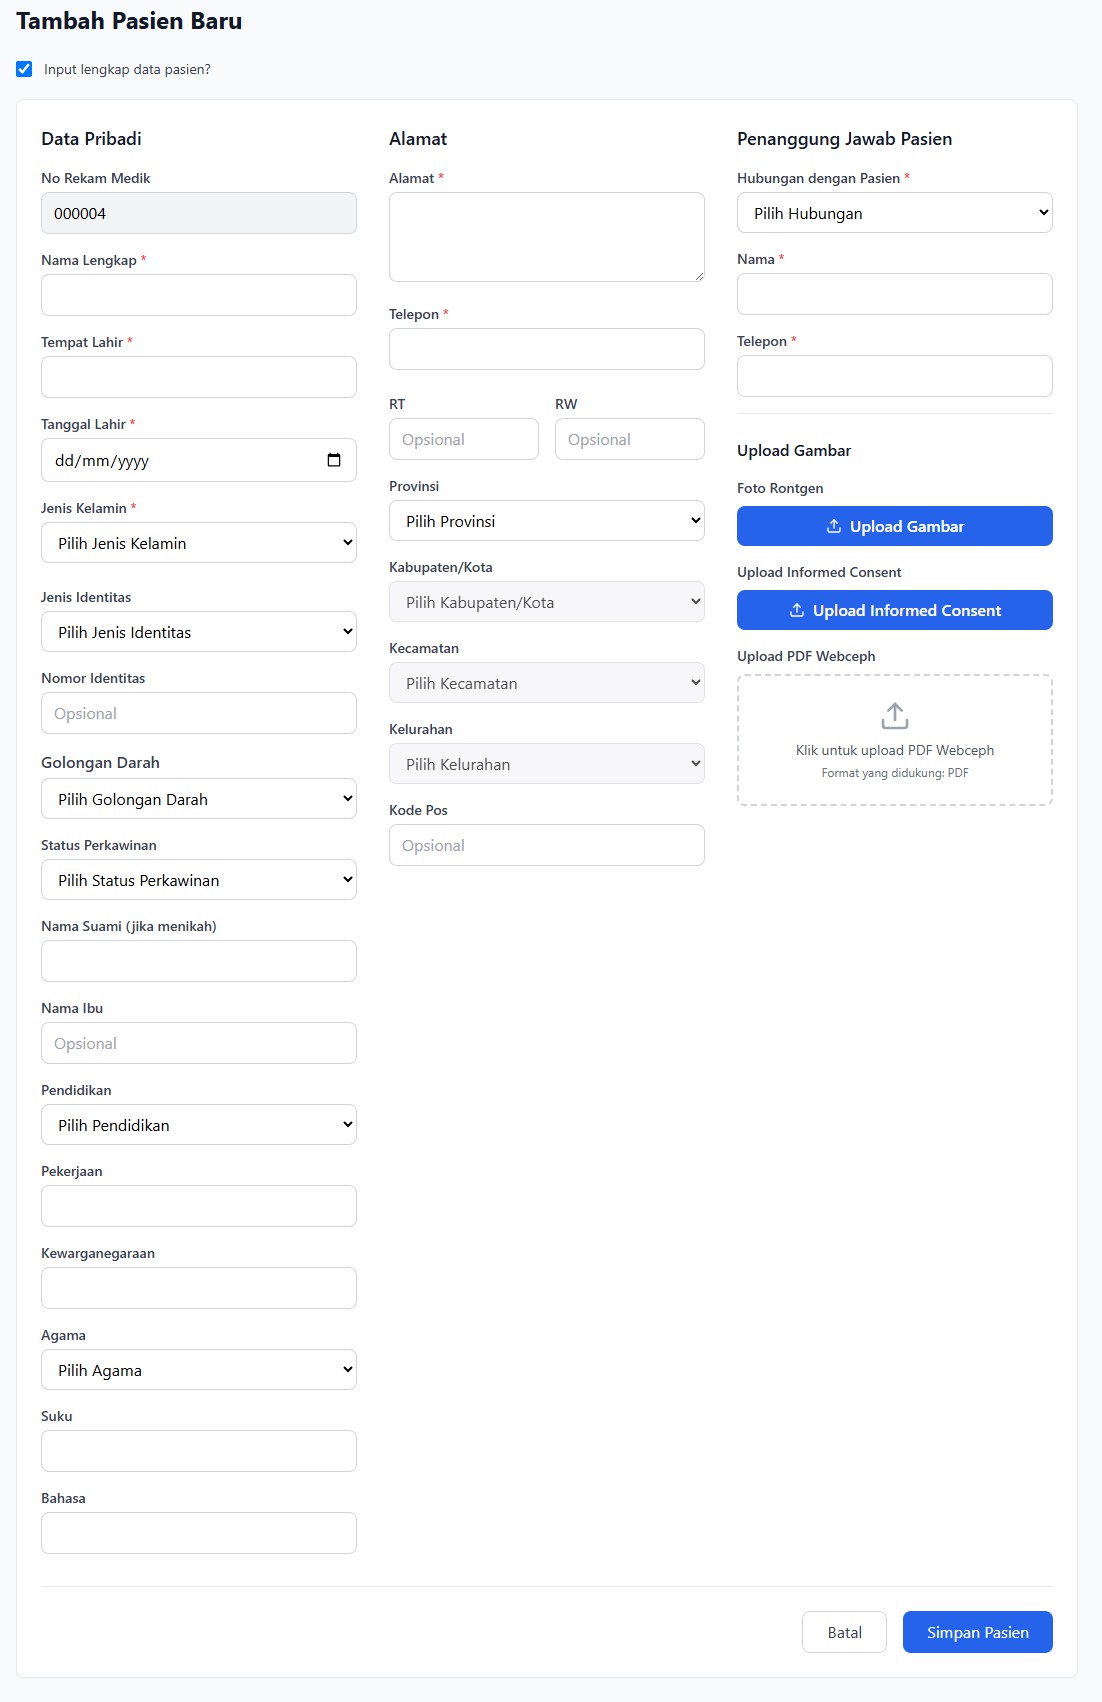 Tambah Pasien Baru
Input lengkap data pasien?
Data Pribadi
No Rekam Medik
000004
Nama Lengkap *
Tempat Lahir *
Tanggal Lahir *
dd/mm/yyyy
Jenis Kelamin *
Pilih Jenis Kelamin
Jenis Identitas
Pilih Jenis Identitas
Nomor Identitas
Opsional
Golongan Darah
Pilih Golongan Darah
Status Perkawinan
Pilih Status Perkawinan
Nama Suami (jika menikah)
Nama Ibu
Opsional
Pendidikan
Pilih Pendidikan
Pekerjaan
Kewarganegaraan
Agama
Pilih Agama
Suku
Bahasa
Alamat
Alamat *
Telepon *
RT
RW
Opsional
Opsional
Provinsi
Pilih Provinsi
Kabupaten/Kota
Pilih Kabupaten/Kota
Kecamatan
Pilih Kecamatan
Kelurahan
Pilih Kelurahan
Kode Pos
Opsional
Penanggung Jawab Pasien
Hubungan dengan Pasien *
Pilih Hubungan
Nama *
Telepon *
Upload Gambar
Foto Rontgen
Upload Gambar
Upload Informed Consent
Upload Informed Consent
Upload PDF Webceph
Klik untuk upload PDF Webceph
Format yang didukung: PDF
Batal
Simpan Pasien